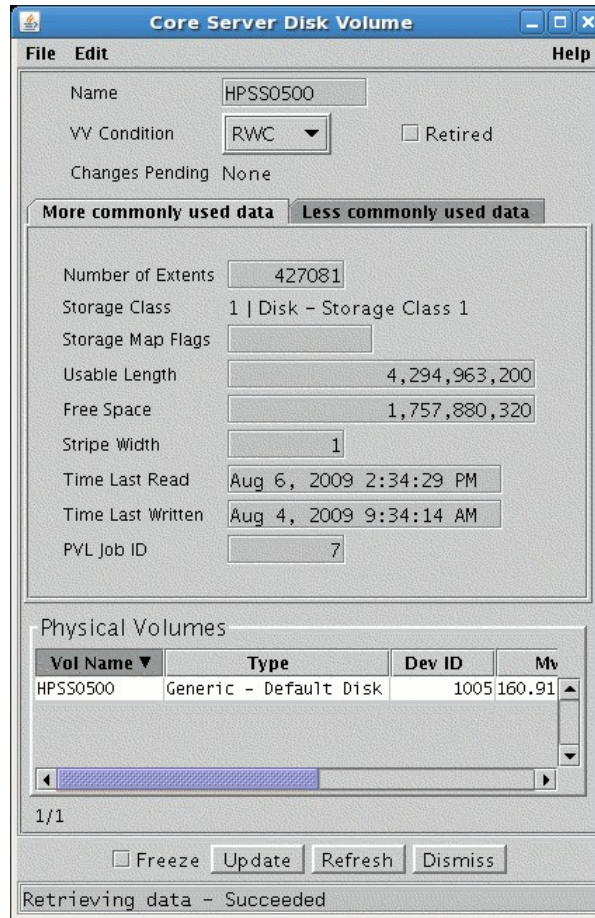 Core Server Disk Volume
File Edit Help
Name HPSS0500
VV Condition RWC Retired
Changes Pending None
More commonly used data Less commonly used data
Number of Extents 427081
Storage Class 1 | Disk – Storage Class 1
Storage Map Flags
Usable Length 4,294,963,200
Free Space 1,757,880,320
Stripe Width 1
Time Last Read Aug 6, 2009 2:34:29 PM
Time Last Written Aug 4, 2009 9:34:14 AM
PVL Job ID 7
Physical Volumes
Vol Name Type Dev ID Mv
HPSS0500 Generic – Default Disk 1005 160.91
1/1
Freeze Update Refresh Dismiss
Retrieving data – Succeeded